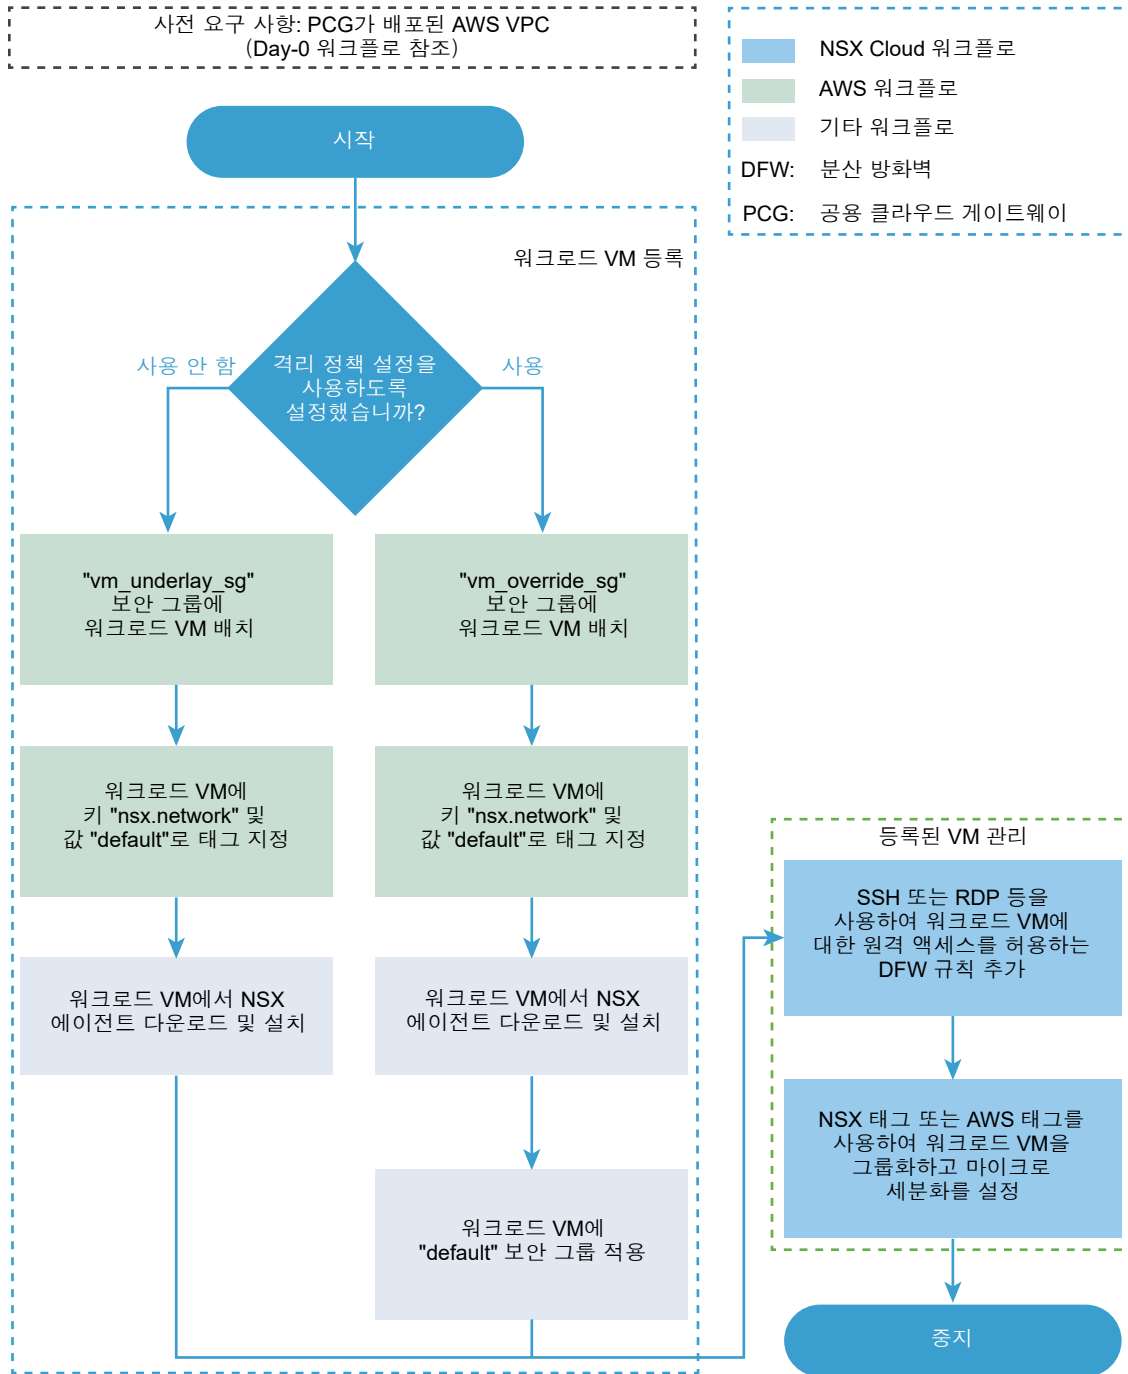 사전 요구 사항: PCG가 배포된 AWS VPC
(Day-0 워크플로 참조)
NSX Cloud 워크플로
AWS 워크플로
기타 워크플로
DFW: 분산 방화벽
PCG: 공용 클라우드 게이트웨이
시작
워크로드 VM 등록
사용 안 함
격리 정책 설정을
사용하도록
설정했습니까?
사용
"vm_underlay_sg"
보안 그룹에
워크로드 VM 배치
"vm_override_sg"
보안 그룹에
워크로드 VM 배치
워크로드 VM에
키 "nsx.network" 및
값 "default"로 태그 지정
워크로드 VM에
키 "nsx.network" 및
값 "default"로 태그 지정
워크로드 VM에서 NSX
에이전트 다운로드 및 설치
워크로드 VM에서 NSX
에이전트 다운로드 및 설치
워크로드 VM에
"default" 보안 그룹 적용
등록된 VM 관리
SSH 또는 RDP 등을
사용하여 워크로드 VM에
대한 원격 액세스를 허용하는
DFW 규칙 추가
NSX 태그 또는 AWS 태그를
사용하여 워크로드 VM을
그룹화하고 마이크로
세분화를 설정
중지